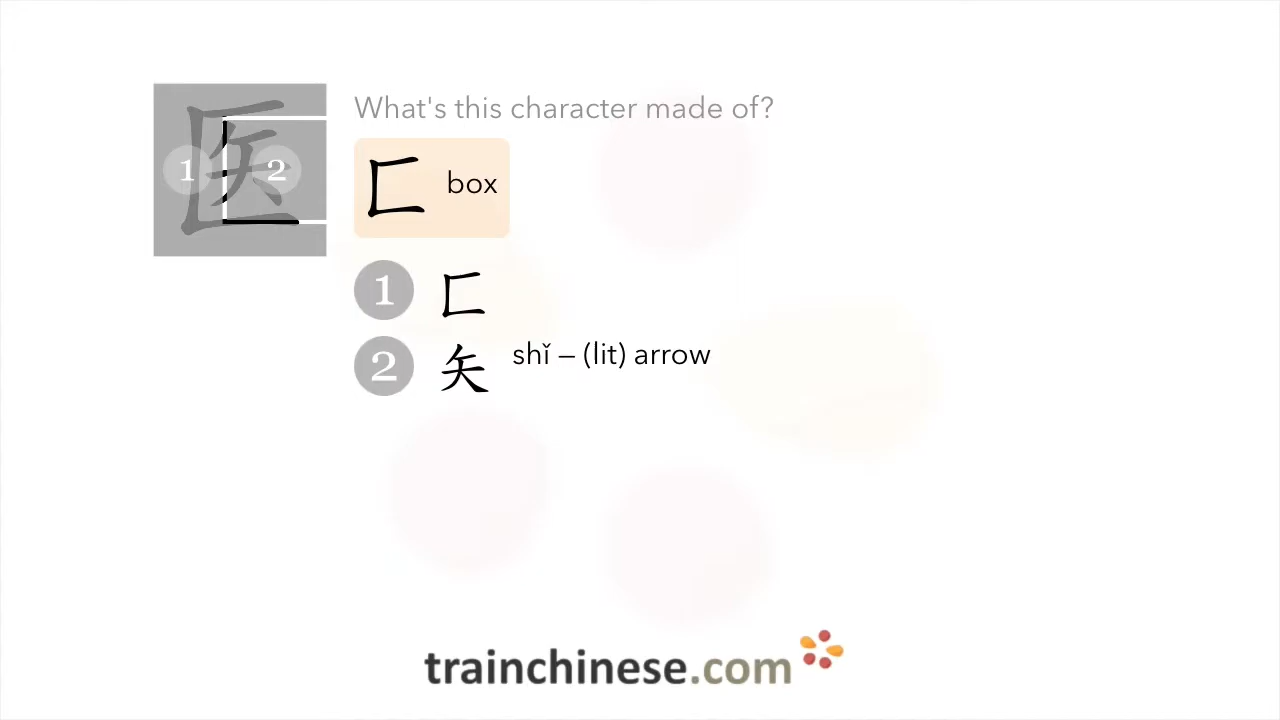 医
1 2
What's this character made of?
匚 box
1 匚
2 矢 shǐ – (lit) arrow
trainchinese.com